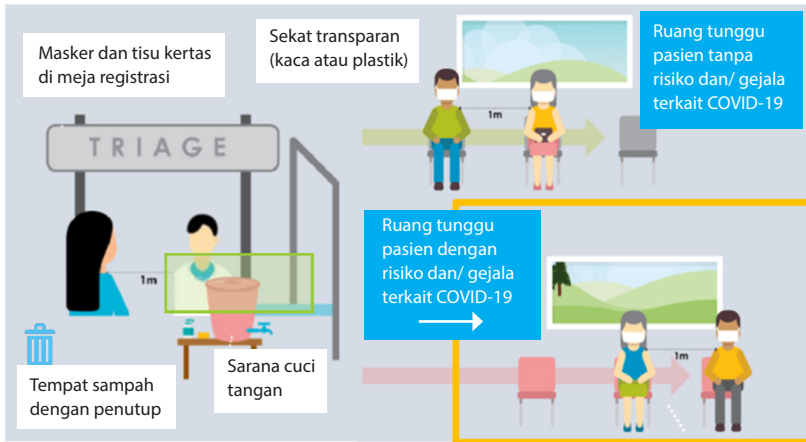 Masker dan tisu kertas
di meja registrasi
TRIAGE
1m
Tempat sampah
dengan penutup
Sarana cuci
tangan
Sekat transparan
(kaca atau plastik)
1m
Ruang tunggu
pasien tanpa
risiko dan/ gejala
terkait COVID-19
Ruang tunggu
pasien dengan
risiko dan/ gejala
terkait COVID-19
1m